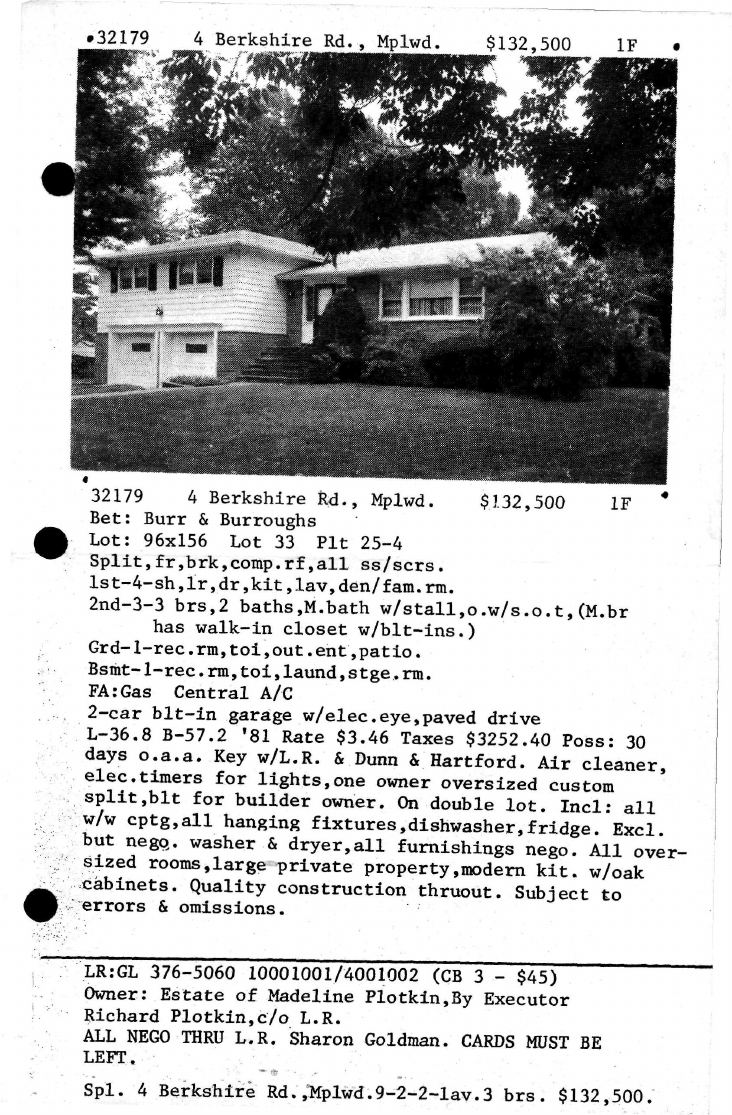 32179 4 Berkshire Rd., Mplwd. $132,500 1F
32179 4 Berkshire Rd., Mplwd. $132,500 1F
Bet: Burr & Burroughs
Lot: 96x156 Lot 33 Plt 25-4
Split,fr,brk,comp.rf,all ss/scrs.
1st-4-sh,lr,dr,kit,lav,den/fam.rm.
2nd-3-3 brs,2 baths,M.bath w/stall,o.w/s.o.t,(M.br
has walk-in closet w/blt-ins.)
Grd-1-rec.rm,toi,out.ent,patio.
Bsmt-1-rec.rm,toi,laund,stge.rm.
FA:Gas Central A/C
2-car blt-in garage w/elec.eye,paved drive
L-36.8 B-57.2 '81 Rate $3.46 Taxes $3252.40 Poss: 30
days o.a.a. Key w/L.R. & Dunn & Hartford. Air cleaner,
elec.timers for lights,one owner oversized custom
split,blt for builder owner. On double lot. Incl: all
w/w cptg,all hanging fixtures,dishwasher,fridge. Excl.
but nego. washer & dryer,all furnishings nego. All over-
sized rooms,large private property,modern kit. w/oak
cabinets. Quality construction thruout. Subject to
errors & omissions.
LR:GL 376-5060 10001001/4001002 (CB 3 - $45)
Owner: Estate of Madeline Plotkin,By Executor
Richard Plotkin,c/o L.R.
ALL NEGO THRU L.R. Sharon Goldman. CARDS MUST BE
LEFT.
Spl. 4 Berkshire Rd.,Mplwd.9-2-2-lav.3 brs. $132,500.